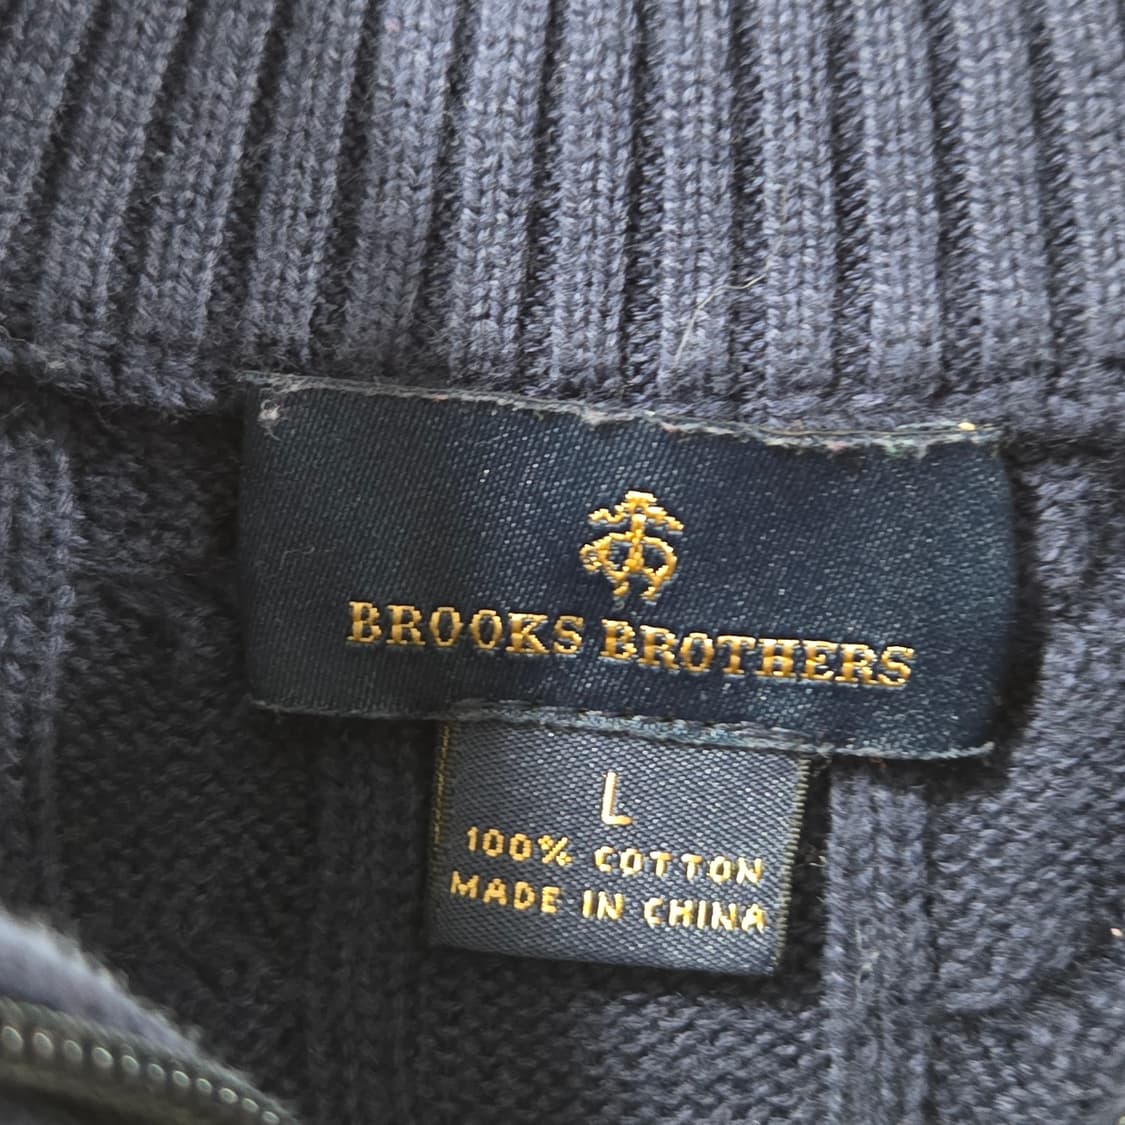 BROOKS BROTHERS
L
100% COTTON
MADE IN CHINA